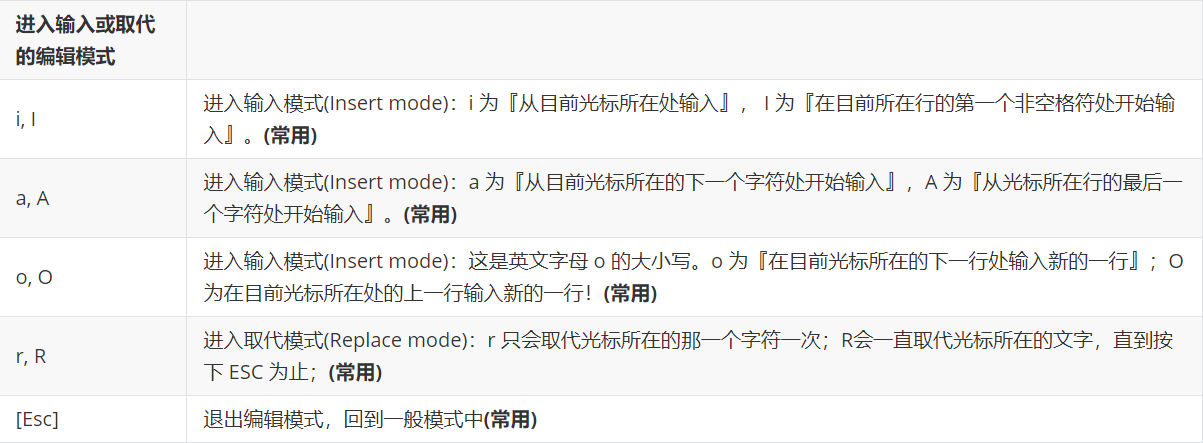 进入输入或取代
的编辑模式
i, I
进入输入模式(Insert mode)：i 为『从目前光标所在处输入』， I 为『在目前所在行的第一个非空格符处开始输
入』。(常用)
a, A
进入输入模式(Insert mode)：a 为『从目前光标所在的下一个字符处开始输入』，A 为『从光标所在行的最后一
个字符处开始输入』。(常用)
o, O
进入输入模式(Insert mode)：这是英文字母 o 的大小写。o 为『在目前光标所在的下一行处输入新的一行』；O
为在目前光标所在处的上一行输入新的一行！(常用)
r, R
进入取代模式(Replace mode)：r 只会取代光标所在的那一个字符一次；R会一直取代光标所在的文字，直到按
下 ESC 为止；(常用)
[Esc]
退出编辑模式，回到一般模式中(常用)